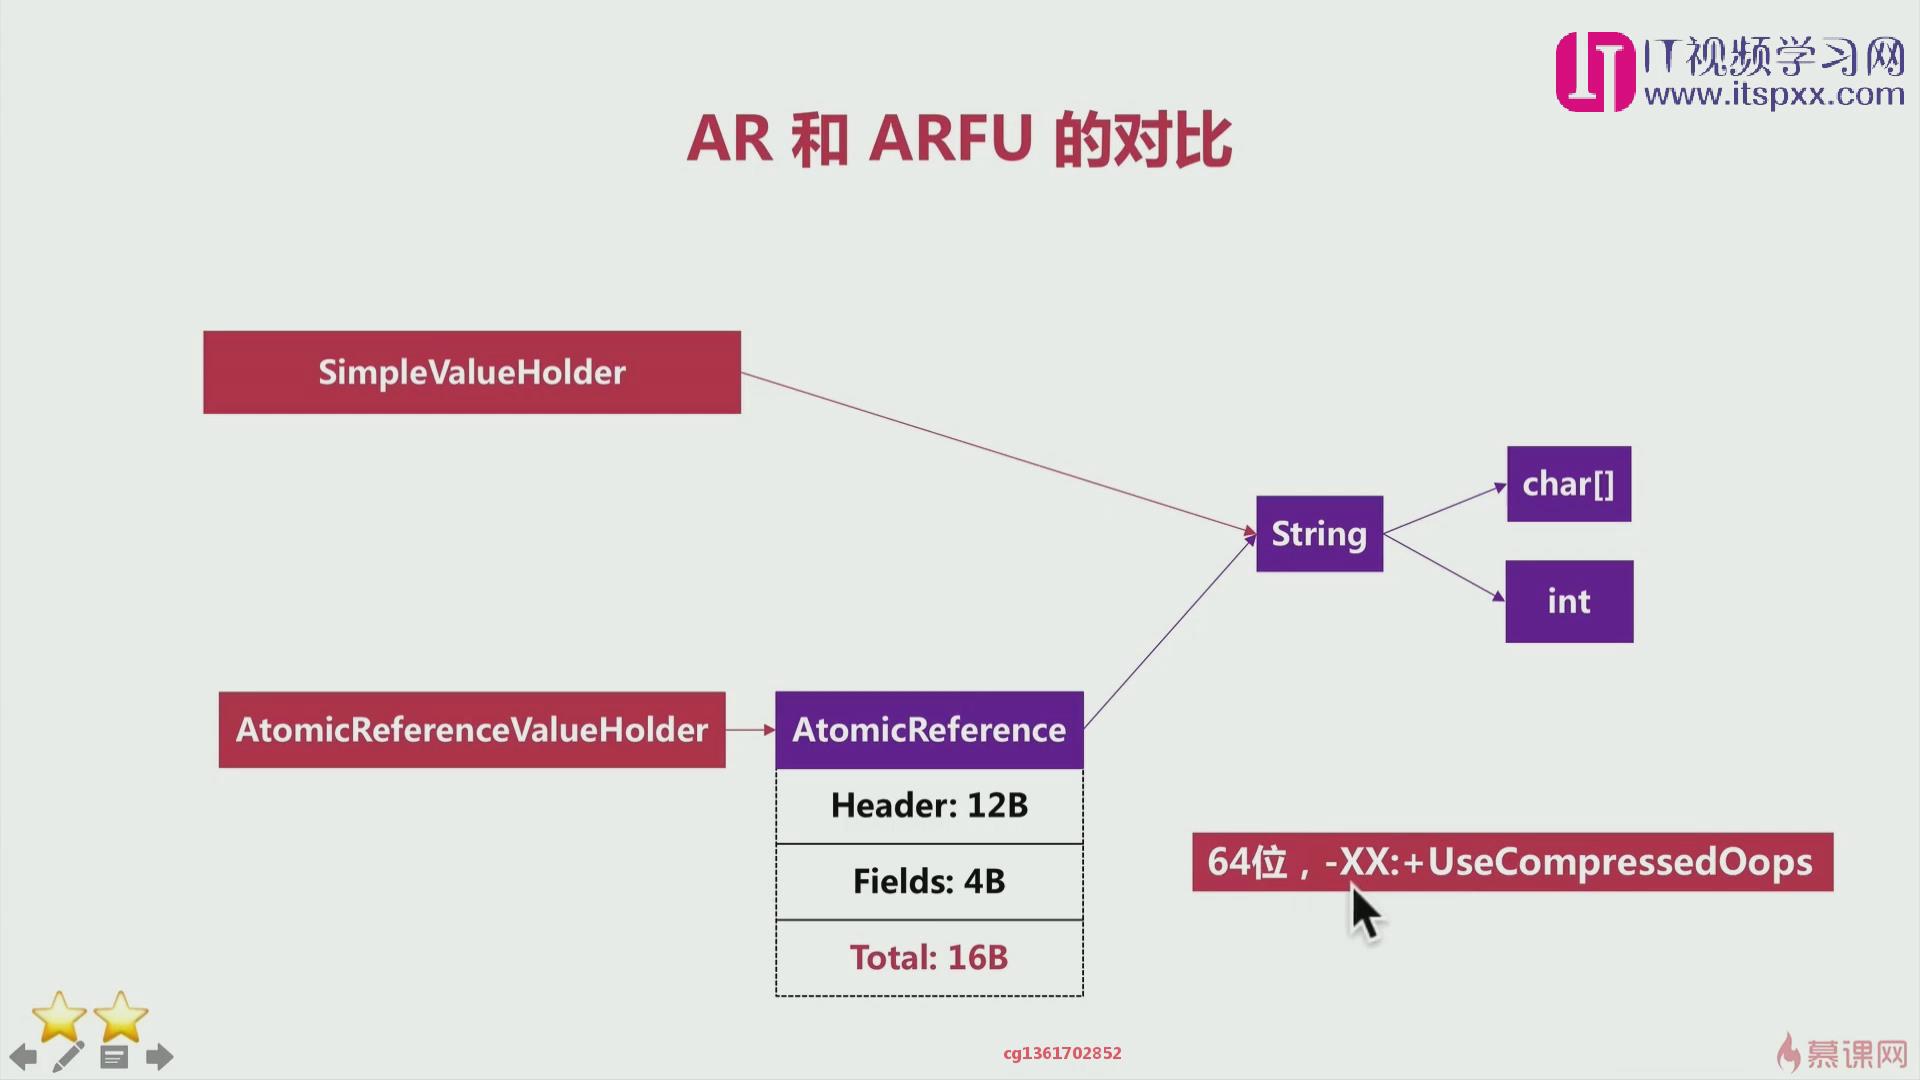 IT视频学习网
www.itspxx.com
AR 和 ARFU 的对比
SimpleValueHolder
char[]
String
int
AtomicReferenceValueHolder
AtomicReference
Header: 12B
64位，-XX:+UseCompressedOops
Fields: 4B
Total: 16B
cg1361702852
慕课网